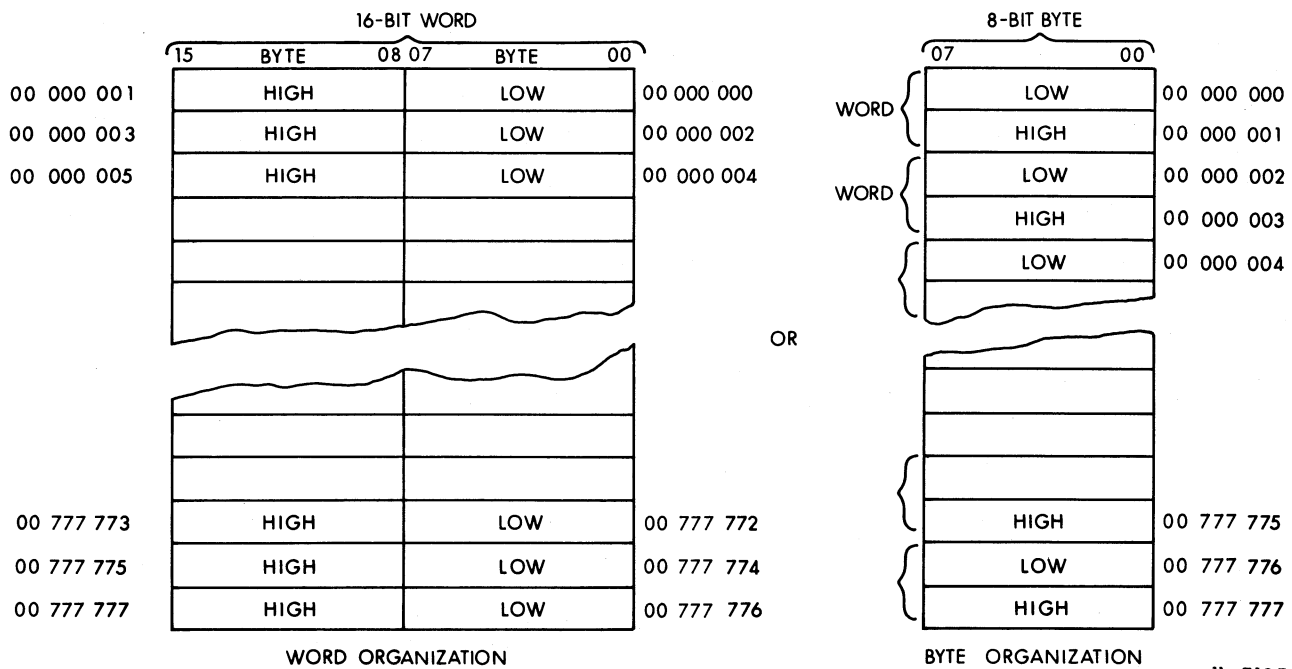 16-BIT WORD
8-BIT BYTE
15 BYTE 08 07 BYTE 00
07 00
00 000 001 HIGH LOW 00 000 000
00 000 003 HIGH LOW 00 000 002
00 000 005 HIGH LOW 00 000 004
WORD LOW 00 000 000
HIGH 00 000 001
WORD LOW 00 000 002
HIGH 00 000 003
LOW 00 000 004
OR
00 777 773 HIGH LOW 00 777 772
00 777 775 HIGH LOW 00 777 774
00 777 777 HIGH LOW 00 777 776
HIGH 00 777 775
LOW 00 777 776
HIGH 00 777 777
WORD ORGANIZATION
BYTE ORGANIZATION